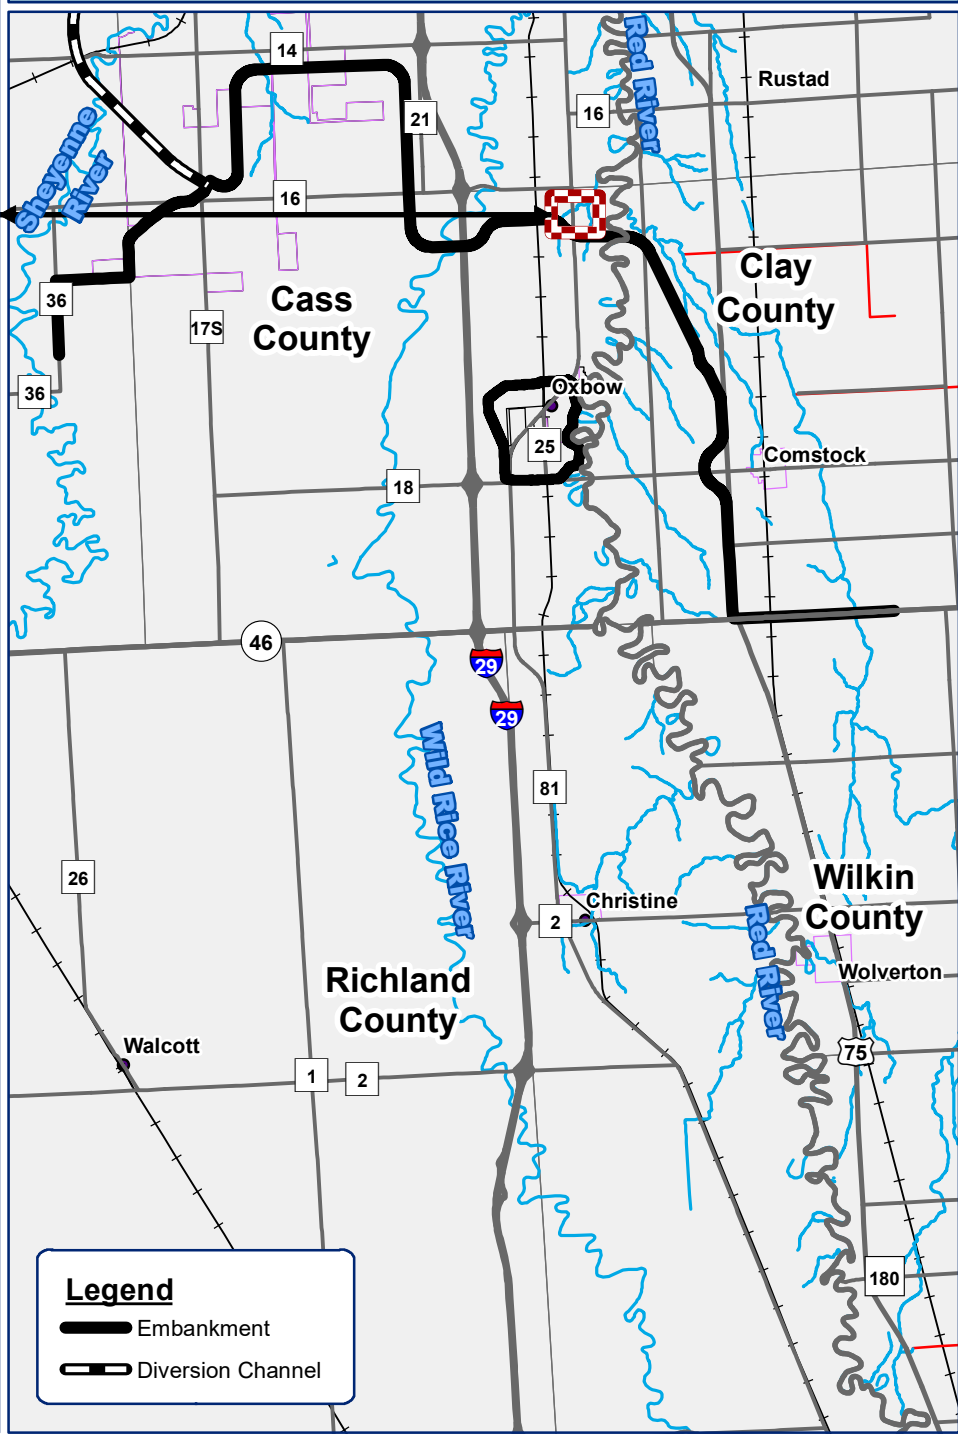 14
Red River
Rustad
21
16
Sheyenne
River
16
Clay
County
Cass
County
36
17S
Oxbow
36
25
Comstock
18
46
29
29
Wild Rice River
81
26
Wilkin
County
Christine
2
Red River
Wolverton
Richland
County
Walcott
75
1
2
180
Legend
Embankment
Diversion Channel